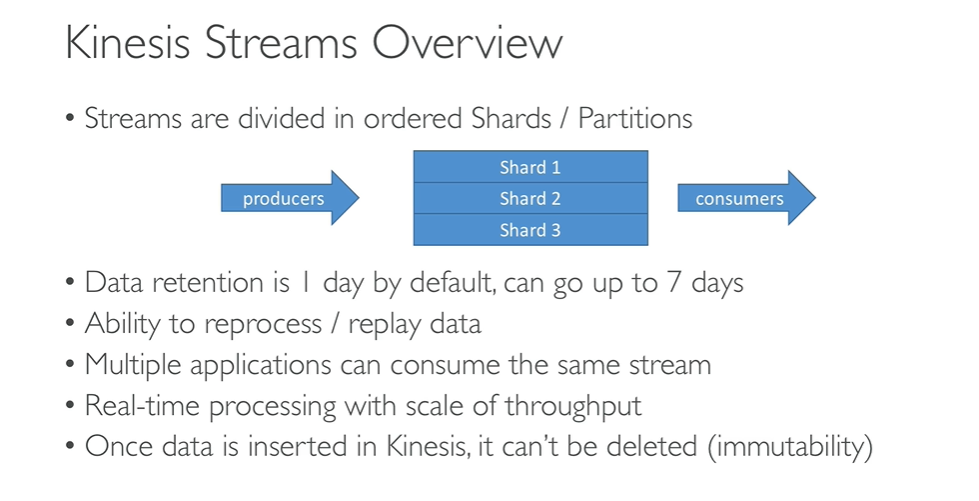 Kinesis Streams Overview
• Streams are divided in ordered Shards / Partitions
Shard 1
producers
Shard 2
consumers
Shard 3
• Data retention is 1 day by default, can go up to 7 days
• Ability to reprocess / replay data
• Multiple applications can consume the same stream
• Real-time processing with scale of throughput
• Once data is inserted in Kinesis, it can't be deleted (immutability)